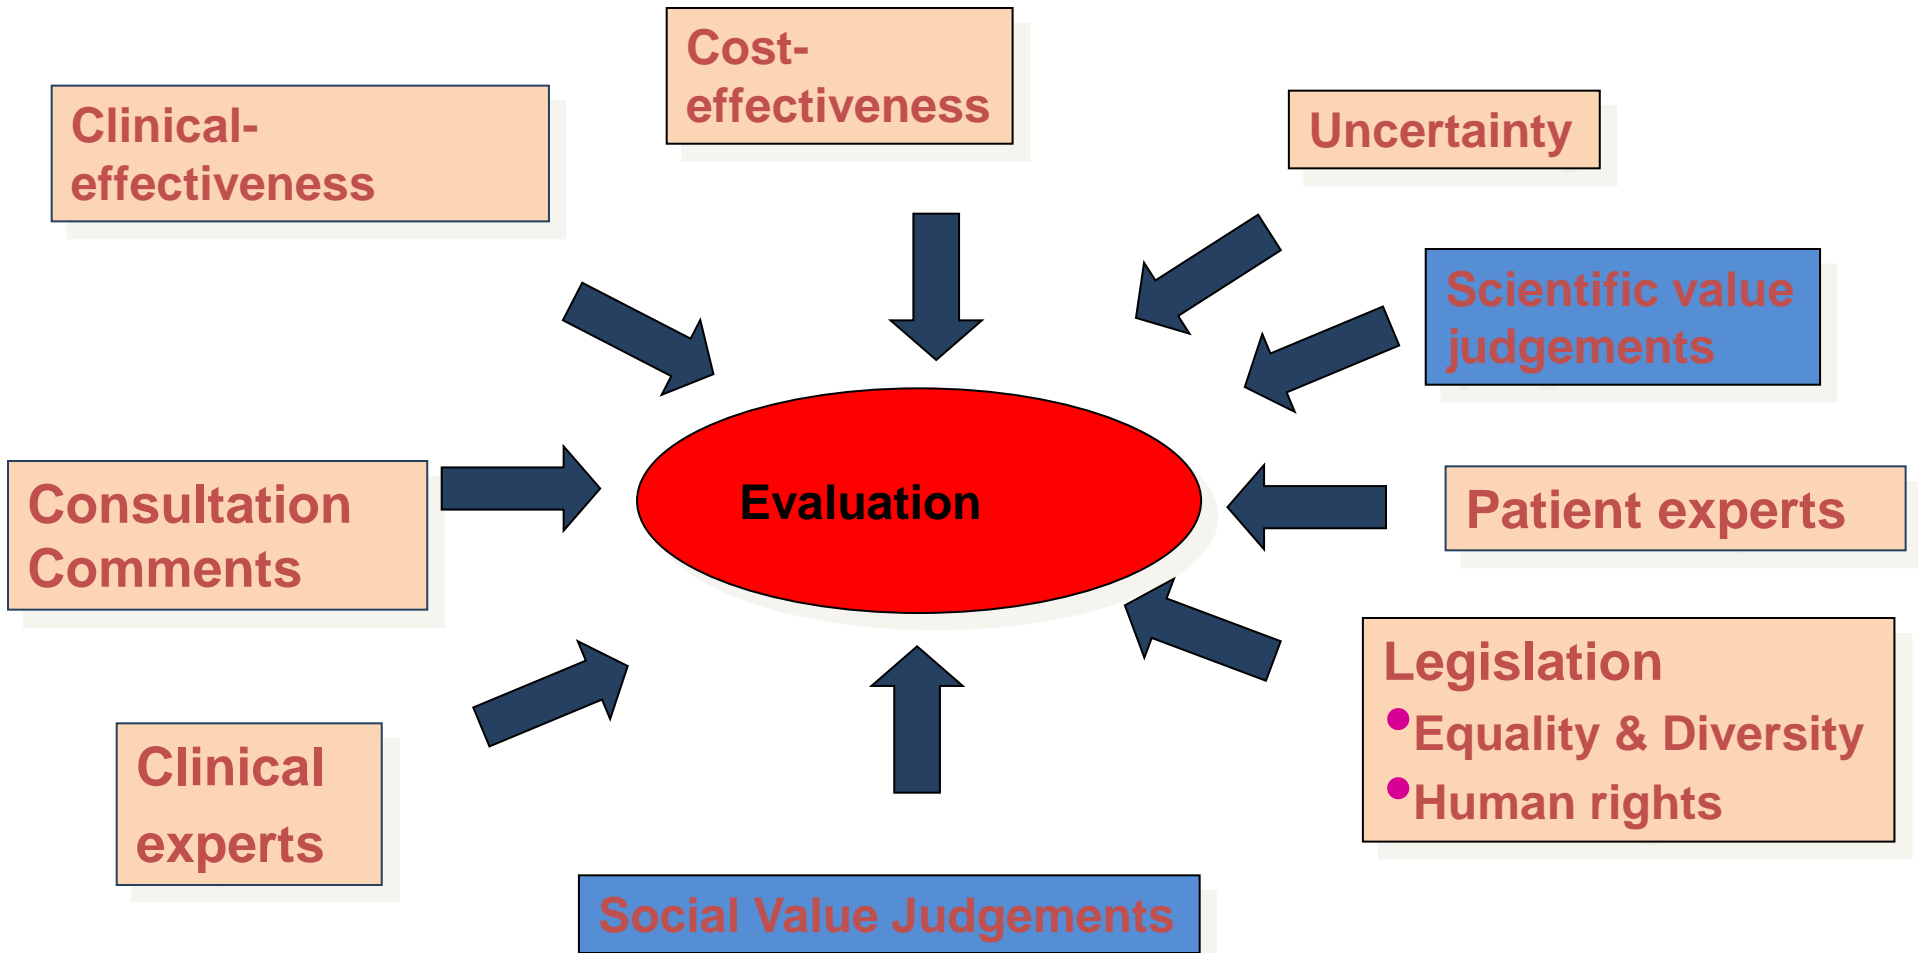 Cost-
effectiveness
Clinical-
effectiveness
Uncertainty
Scientific value
judgements
Evaluation
Consultation
Comments
Patient experts
Legislation
•Equality & Diversity
•Human rights
Clinical
experts
Social Value Judgements